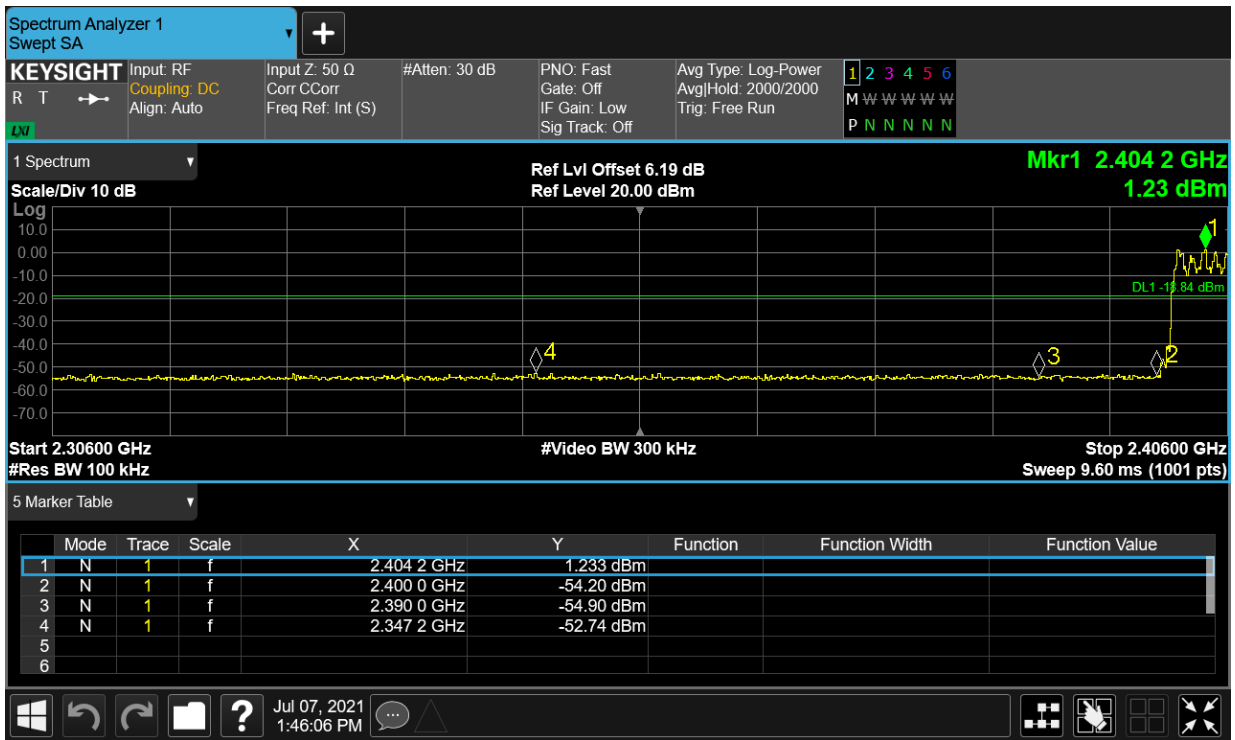 Spectrum Analyzer 1
Swept SA
KEYSIGHT
R T
LXI
Input: RF
Coupling: DC
Align: Auto
Input Z: 50 Ω
Corr CCorr
Freq Ref: Int (S)
#Atten: 30 dB
PNO: Fast
Gate: Off
IF Gain: Low
Sig Track: Off
Avg Type: Log-Power
Avg|Hold: 2000/2000
Trig: Free Run
1 2 3 4 5 6
M W W W W W
P N N N N N
1 Spectrum
Scale/Div 10 dB
Ref Lvl Offset 6.19 dB
Ref Level 20.00 dBm
Mkr1 2.404 2 GHz
1.23 dBm
Log
10.0
0.00
-10.0
-20.0
-30.0
-40.0
-50.0
-60.0
-70.0
1
DL1 -18.84 dBm
4
3
2
Start 2.30600 GHz
#Res BW 100 kHz
#Video BW 300 kHz
Stop 2.40600 GHz
Sweep 9.60 ms (1001 pts)
5 Marker Table
Mode Trace Scale X Y Function Function Width Function Value
1 N 1 f 2.404 2 GHz 1.233 dBm
2 N 1 f 2.400 0 GHz -54.20 dBm
3 N 1 f 2.390 0 GHz -54.90 dBm
4 N 1 f 2.347 2 GHz -52.74 dBm
5
6
?
Jul 07, 2021
1:46:06 PM